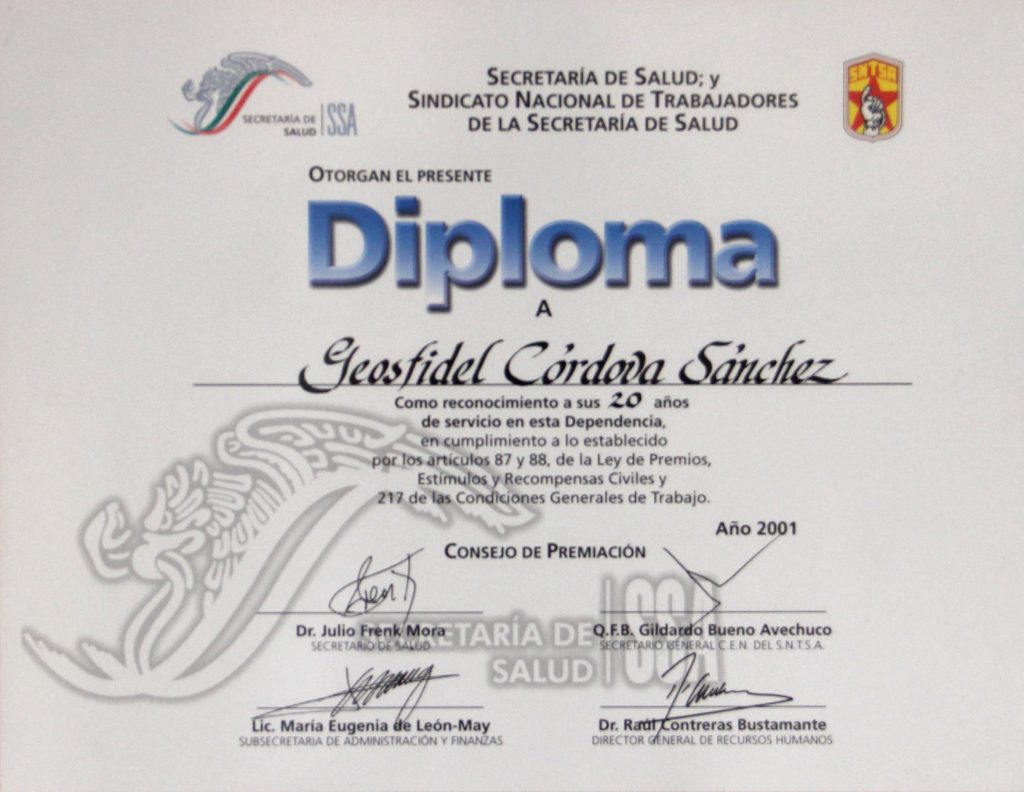 SECRETARÍA DE
SALUD
SSA
SECRETARÍA DE SALUD; y
SINDICATO NACIONAL DE TRABAJADORES
DE LA SECRETARÍA DE SALUD
SNTSA
OTORGAN EL PRESENTE
Diploma
A
Geosfidel Córdova Sánchez
Como reconocimiento a sus 20 años
de servicio en esta Dependencia,
en cumplimiento a lo establecido
por los artículos 87 y 88, de la Ley de Premios,
Estímulos y Recompensas Civiles y
217 de las Condiciones Generales de Trabajo.
Año 2001
CONSEJO DE PREMIACIÓN
Dr. Julio Frenk Mora
SECRETARIO DE SALUD
Q.F.B. Gildardo Bueno Avechuco
SECRETARIO GENERAL C.E.N. DEL S.N.T.S.A.
SECRETARÍA DE
SALUD
SSA
Lic. María Eugenia de León-May
SUBSECRETARIA DE ADMINISTRACIÓN Y FINANZAS
Dr. Raúl Contreras Bustamante
DIRECTOR GENERAL DE RECURSOS HUMANOS